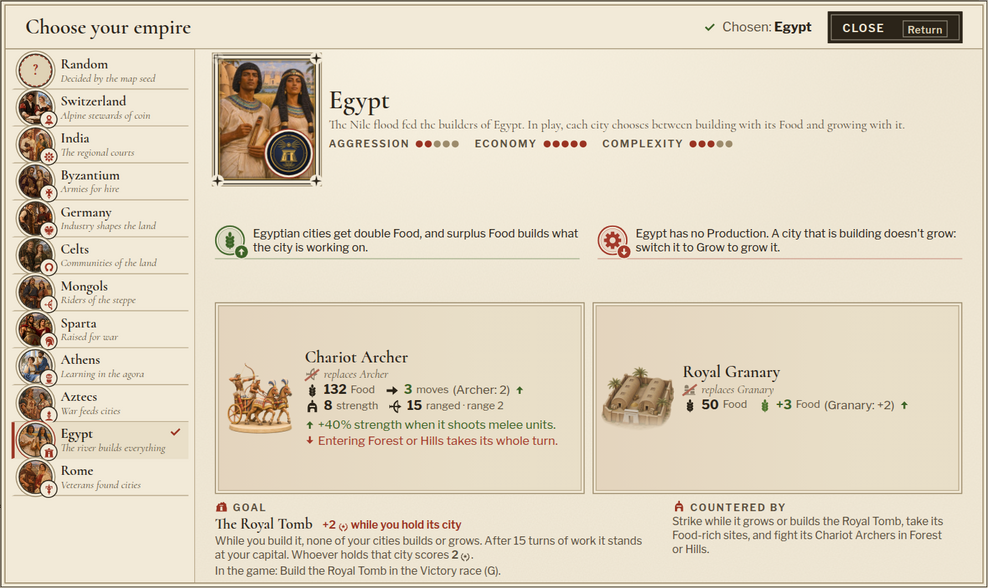 Choose your empire
✓ Chosen: Egypt
CLOSE Return
?
Random
Decided by the map seed
Switzerland
Alpine stewards of coin
India
The regional courts
Byzantium
Armies for hire
Germany
Industry shapes the land
Celts
Communities of the land
Mongols
Riders of the steppe
Sparta
Raised for war
Athens
Learning in the agora
Aztecs
War feeds cities
Egypt
The river builds everything
Rome
Veterans found cities
Egypt
The Nile flood fed the builders of Egypt. In play, each city chooses between building with its Food and growing with it.
AGGRESSION ECONOMY COMPLEXITY
Egyptian cities get double Food, and surplus Food builds what
the city is working on.
Egypt has no Production. A city that is building doesn't grow:
switch it to Grow to grow it.
Chariot Archer
replaces Archer
132 Food 3 moves (Archer: 2)
8 strength 15 ranged · range 2
+40% strength when it shoots melee units.
Entering Forest or Hills takes its whole turn.
Royal Granary
replaces Granary
50 Food +3 Food (Granary: +2)
GOAL
The Royal Tomb +2 while you hold its city
While you build it, none of your cities builds or grows. After 15 turns of work it stands
at your capital. Whoever holds that city scores 2.
In the game: Build the Royal Tomb in the Victory race (G).
COUNTERED BY
Strike while it grows or builds the Royal Tomb, take its
Food-rich sites, and fight its Chariot Archers in Forest
or Hills.